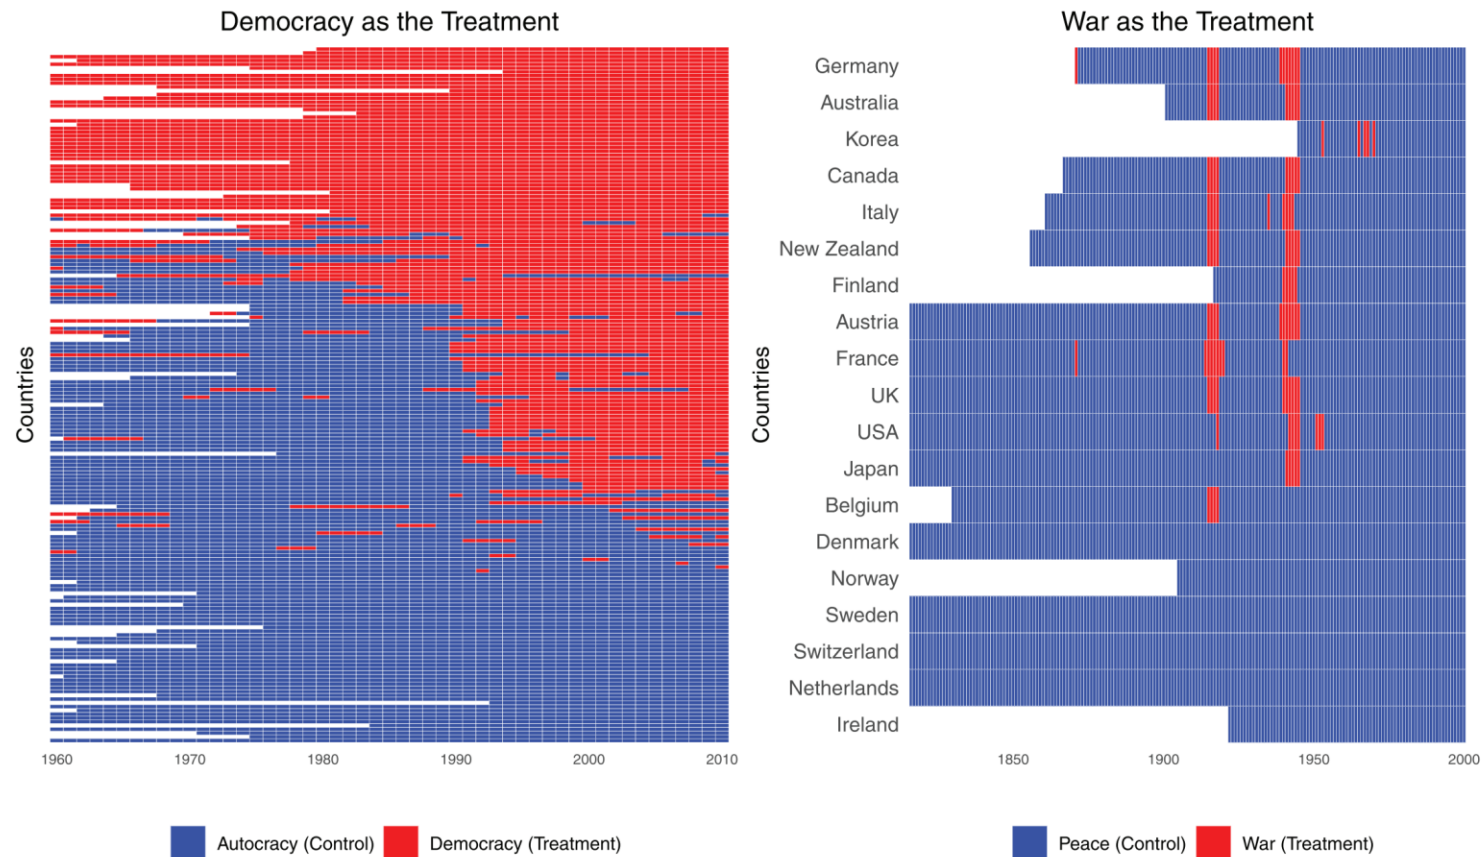 Democracy as the Treatment
Countries
1960 1970 1980 1990 2000 2010
Autocracy (Control) Democracy (Treatment)
War as the Treatment
Countries
Germany
Australia
Korea
Canada
Italy
New Zealand
Finland
Austria
France
UK
USA
Japan
Belgium
Denmark
Norway
Sweden
Switzerland
Netherlands
Ireland
1850 1900 1950 2000
Peace (Control) War (Treatment)